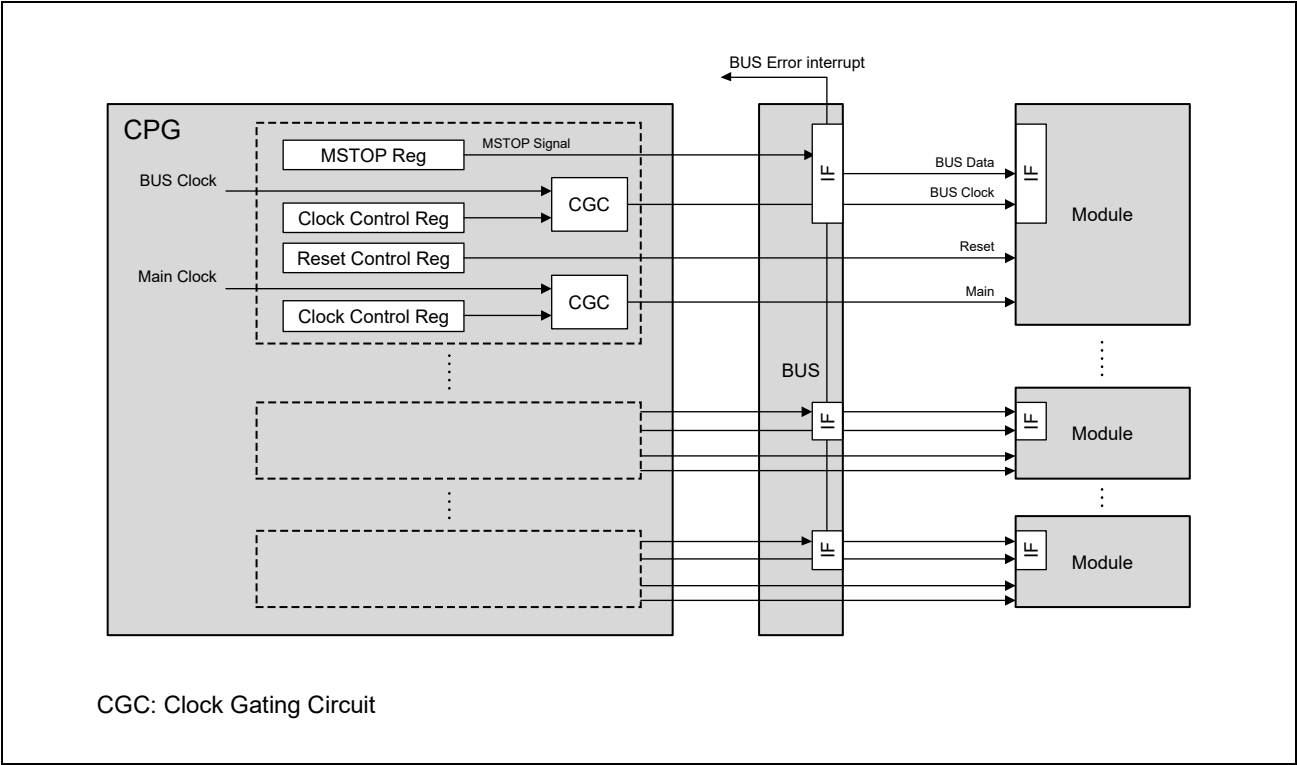 BUS Error interrupt
CPG
MSTOP Reg
MSTOP Signal
BUS Clock
CGC
Clock Control Reg
Reset Control Reg
Main Clock
CGC
Clock Control Reg
IF
BUS Data
BUS Clock
Reset
Main
IF
Module
BUS
IF
IF
Module
IF
IF
Module
CGC: Clock Gating Circuit